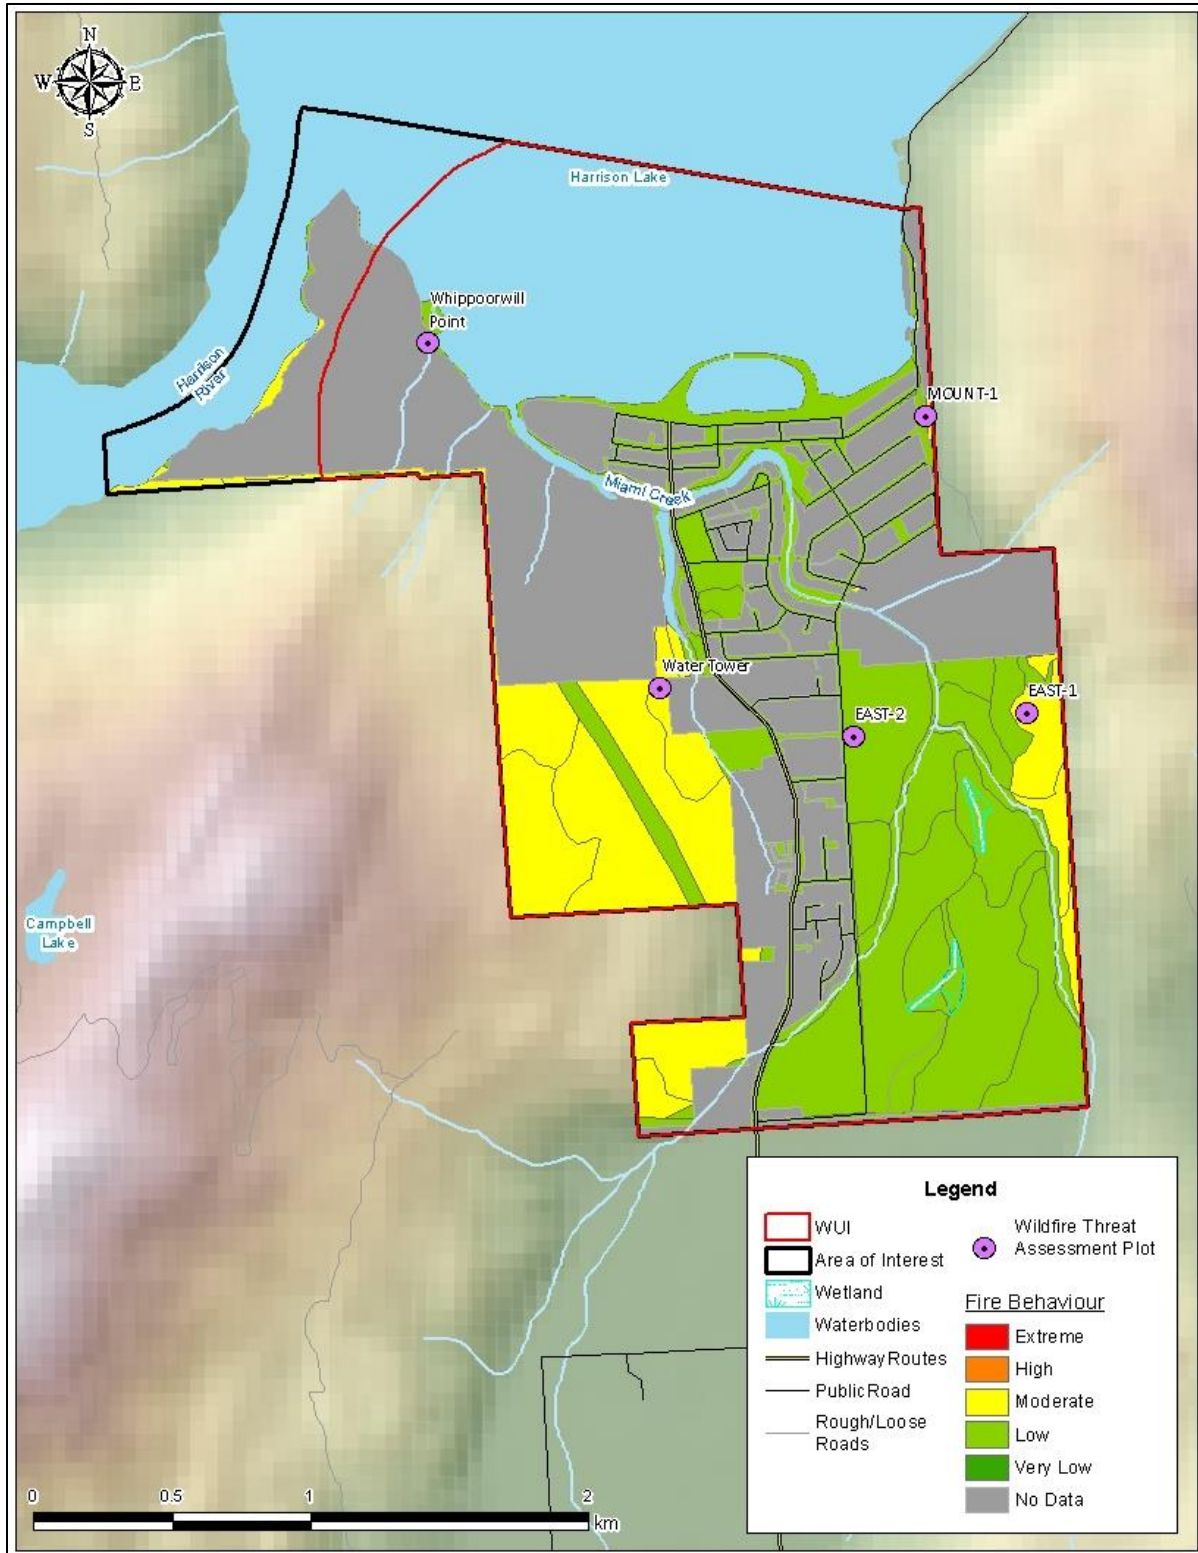 N
W E
S
Harrison Lake
Whippoorwill
Point
Harrison
River
MOUNT-1
Miami Creek
Water Tower
EAST-1
EAST-2
Campbell
Lake
Legend
WUI
Area of Interest
Wetland
Waterbodies
Highway Routes
Public Road
Rough/Loose
Roads
Wildfire Threat
Assessment Plot
Fire Behaviour
Extreme
High
Moderate
Low
Very Low
No Data
0 0.5 1 2
km